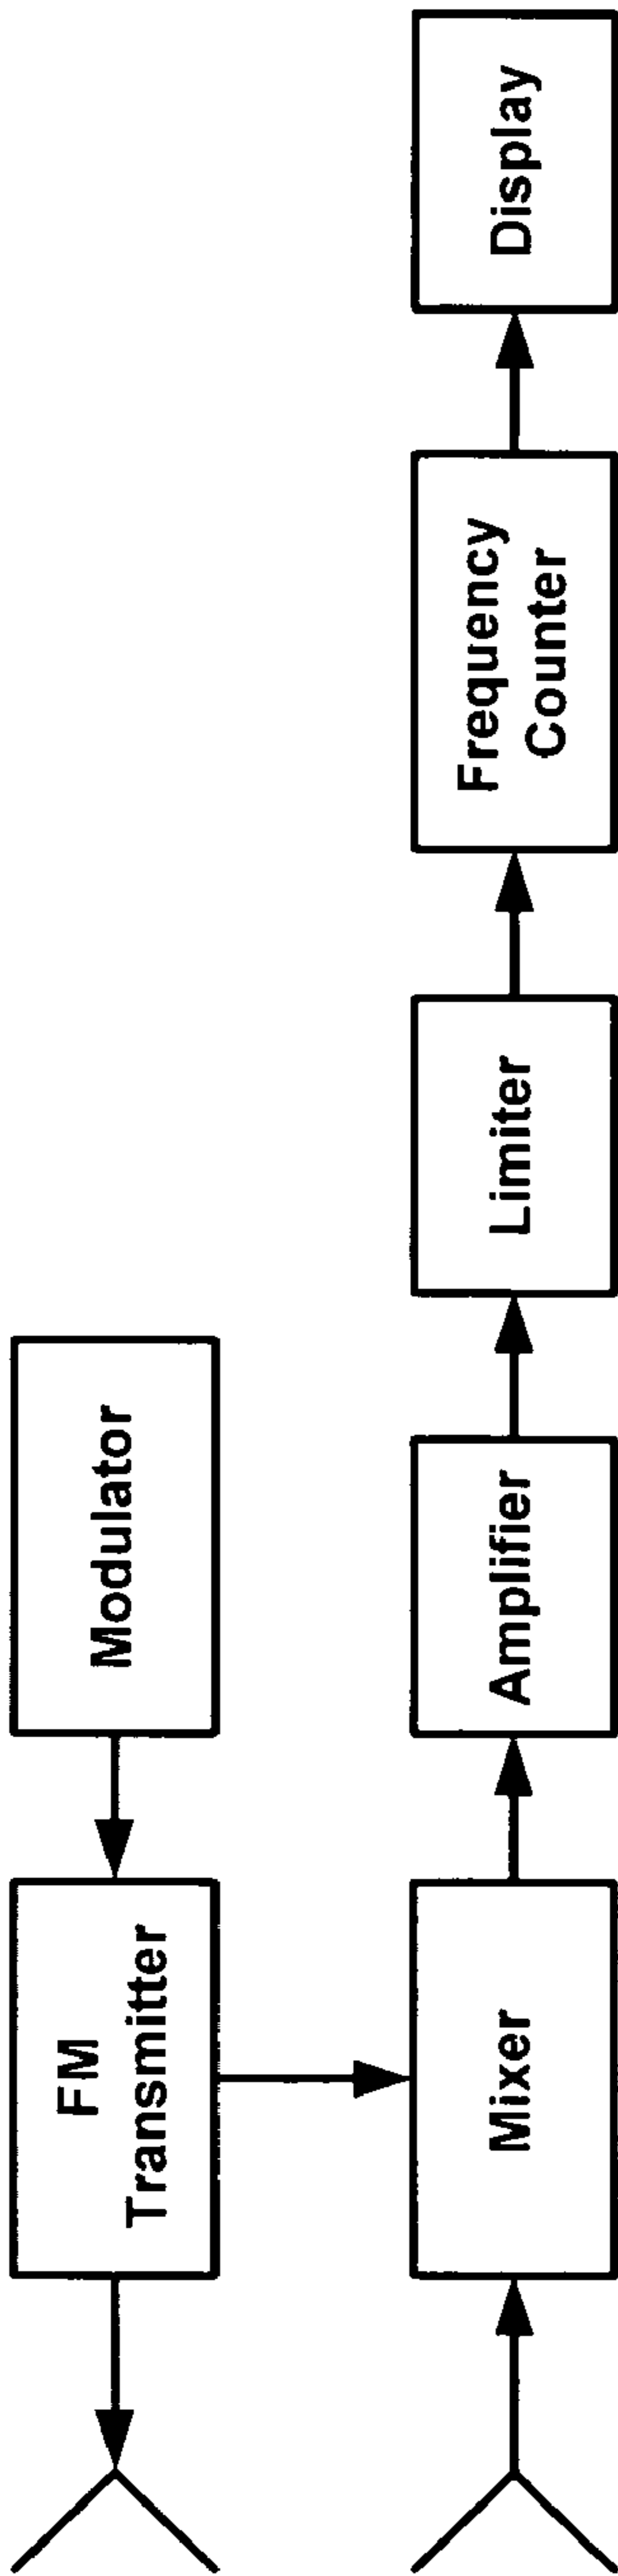 FM
Transmitter
Modulator
Mixer
Amplifier
Limiter
Frequency
Counter
Display